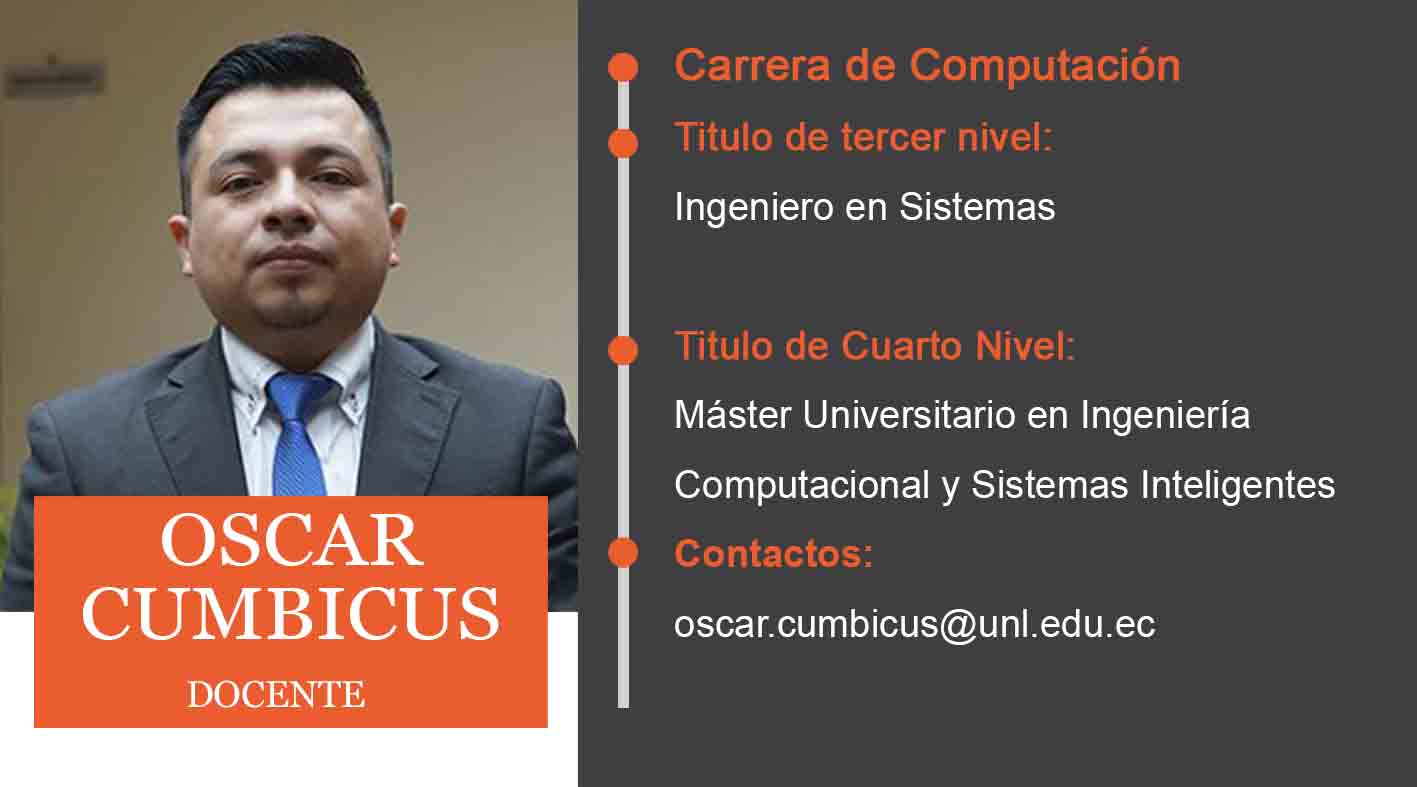 OSCAR
CUMBICUS
DOCENTE
Carrera de Computación
Titulo de tercer nivel:
Ingeniero en Sistemas
Titulo de Cuarto Nivel:
Máster Universitario en Ingeniería
Computacional y Sistemas Inteligentes
Contactos:
oscar.cumbicus@unl.edu.ec